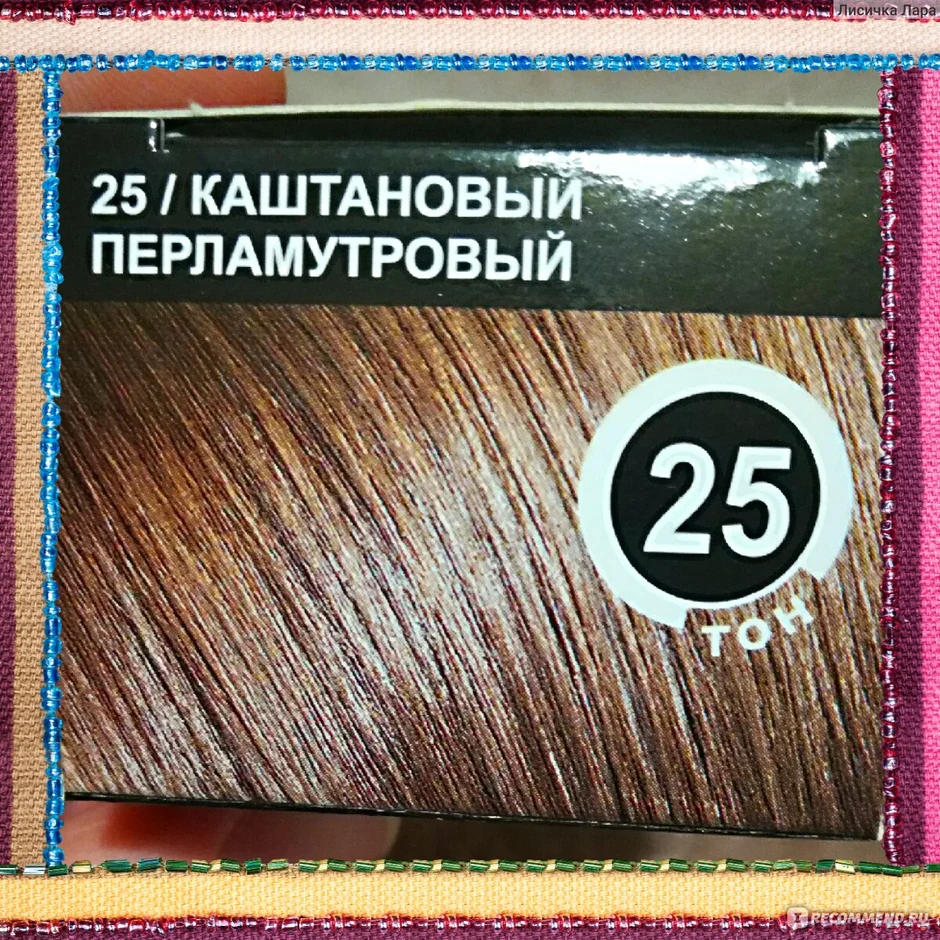 Лисичка Лара
25 / КАШТАНОВЫЙ
ПЕРЛАМУТРОВЫЙ
25
ТОН
IRECOMMEND.RU